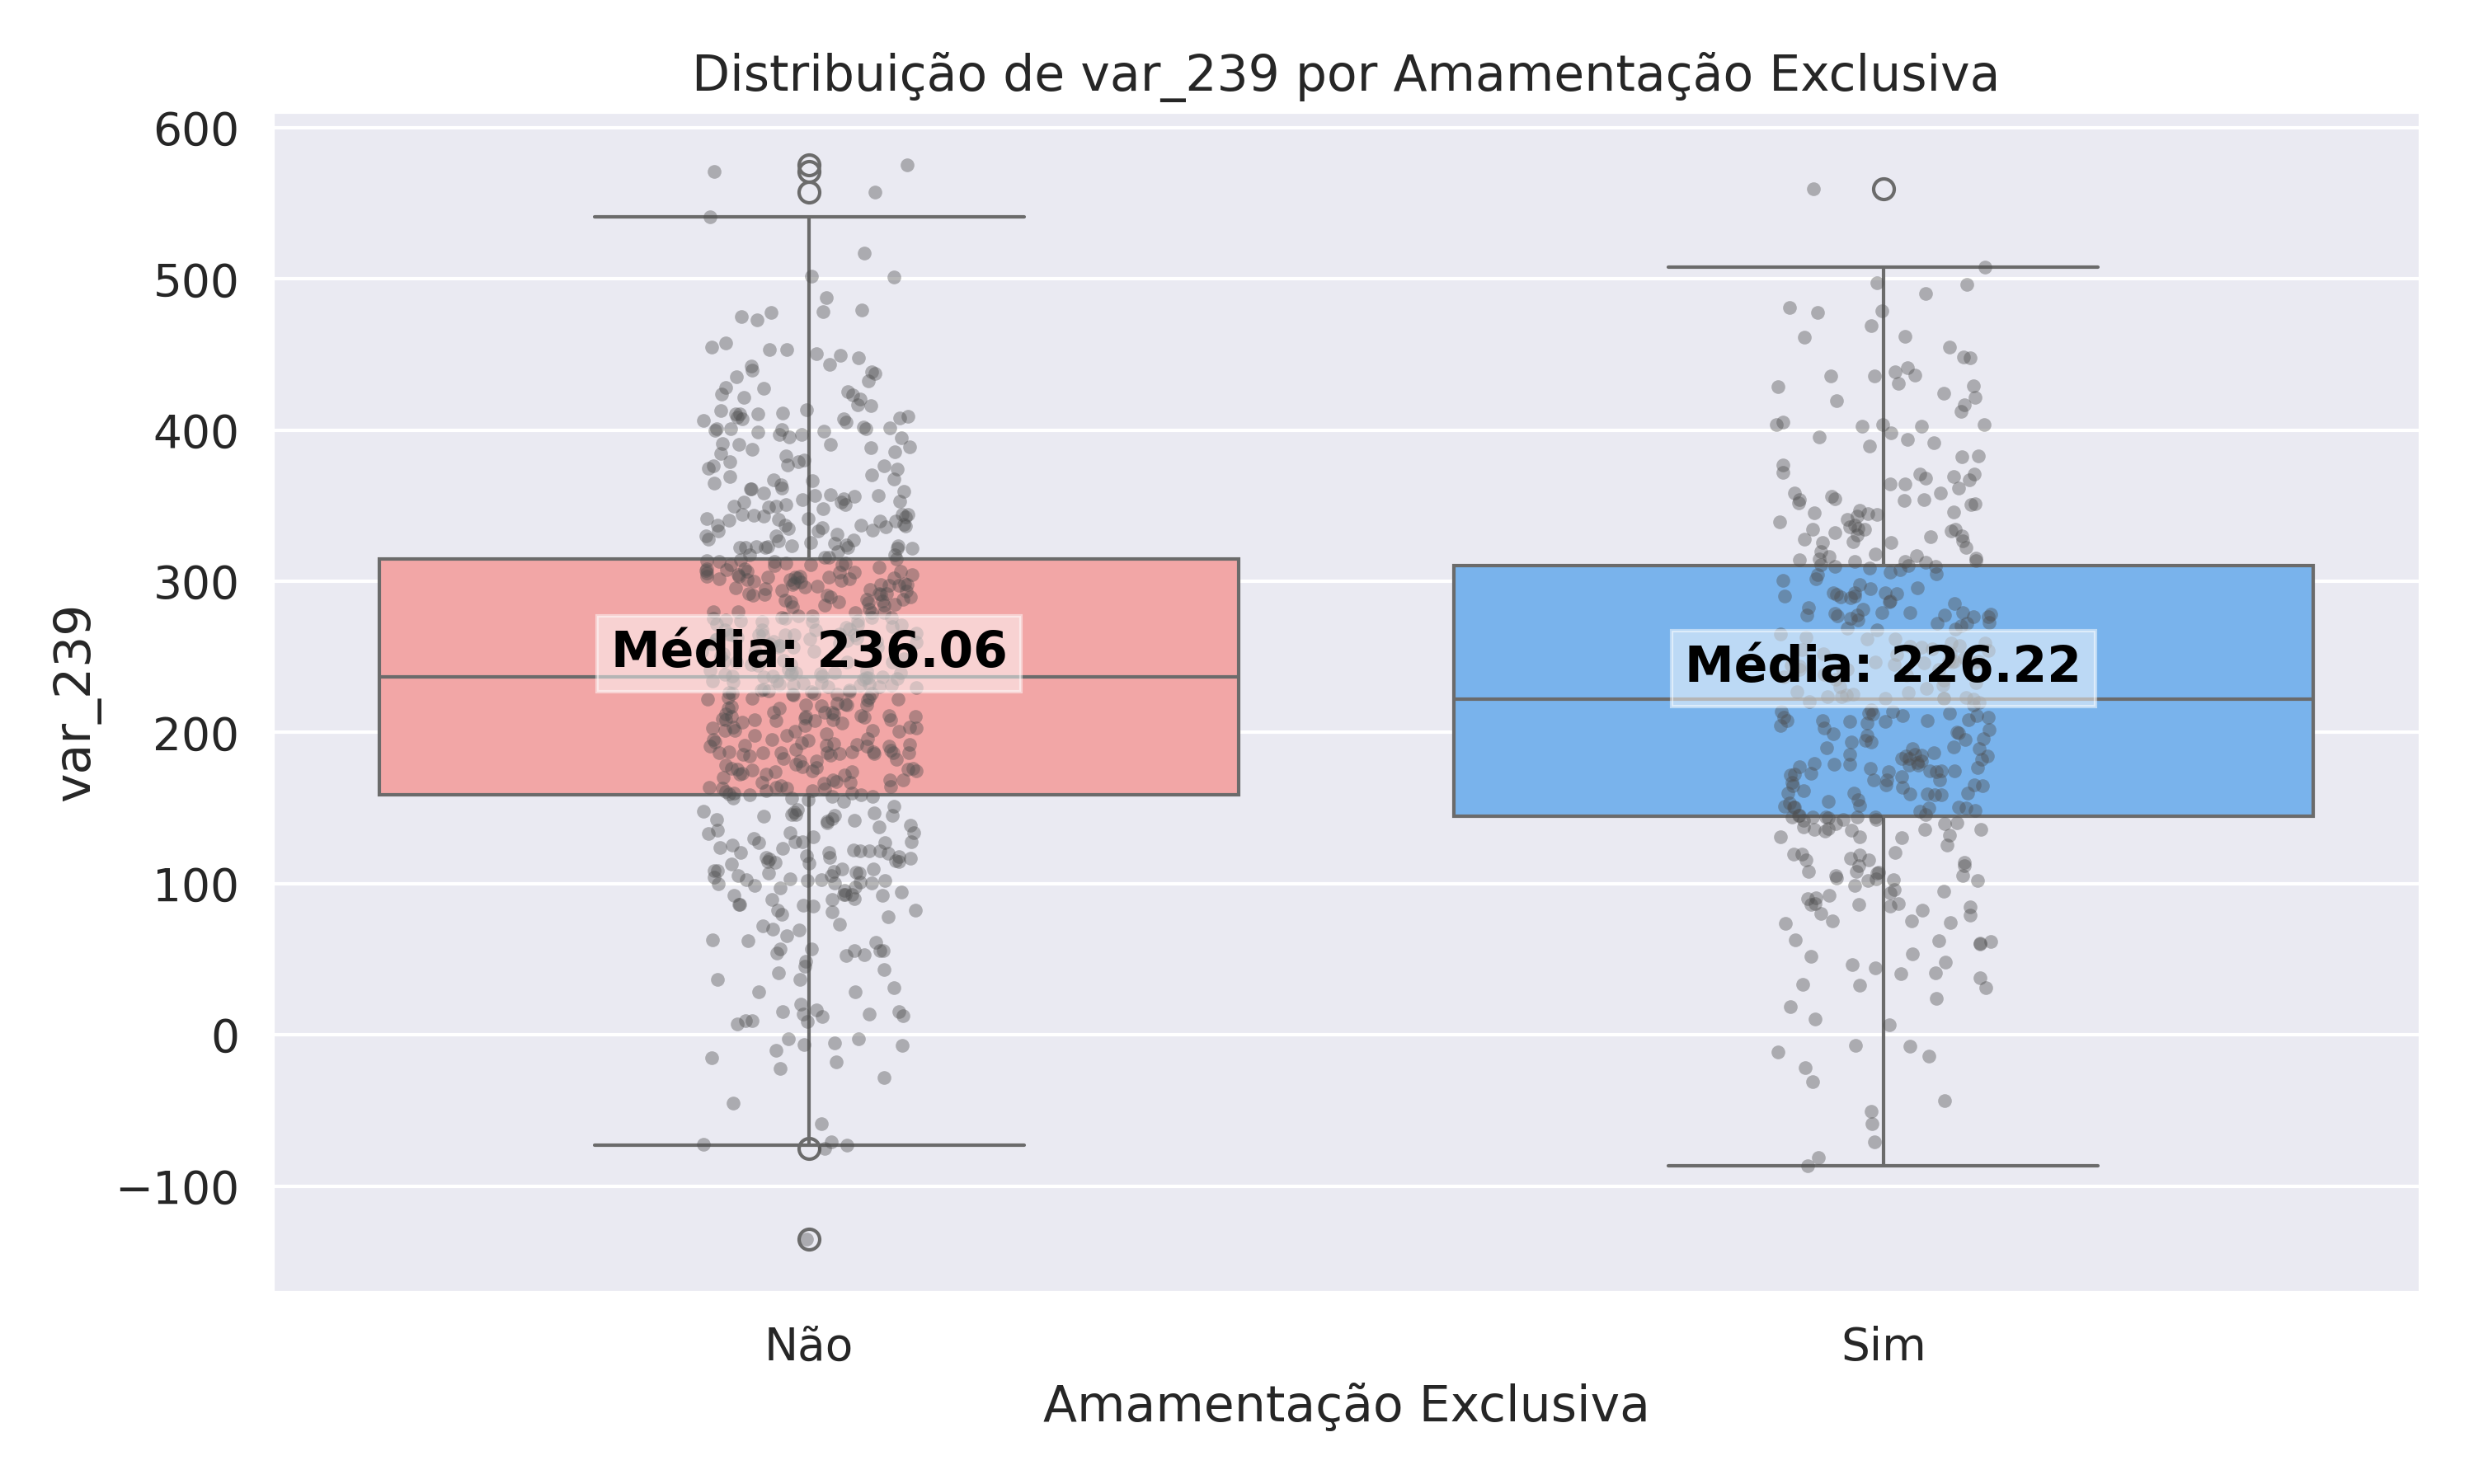 Distribuição de var_239 por Amamentação Exclusiva
600
500
400
300
200
100
0
−100
var_239
Média: 236.06
Média: 226.22
Não
Sim
Amamentação Exclusiva